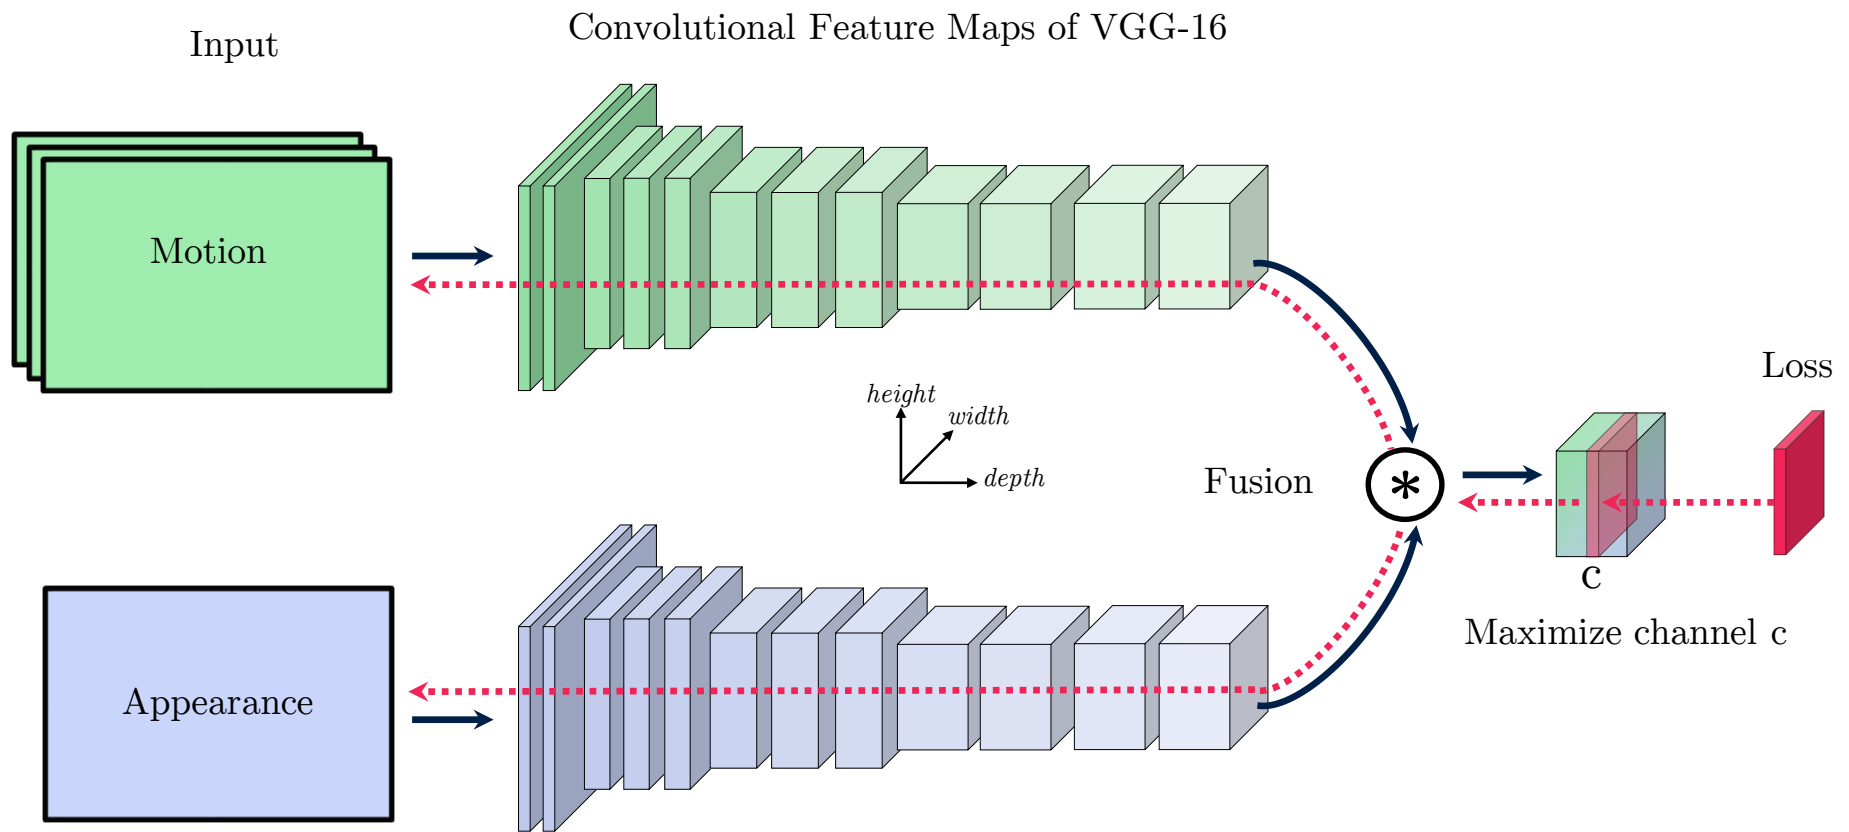 Input
Convolutional Feature Maps of VGG-16
Motion
height
width
depth
Loss
Fusion
*
c
Maximize channel c
Appearance